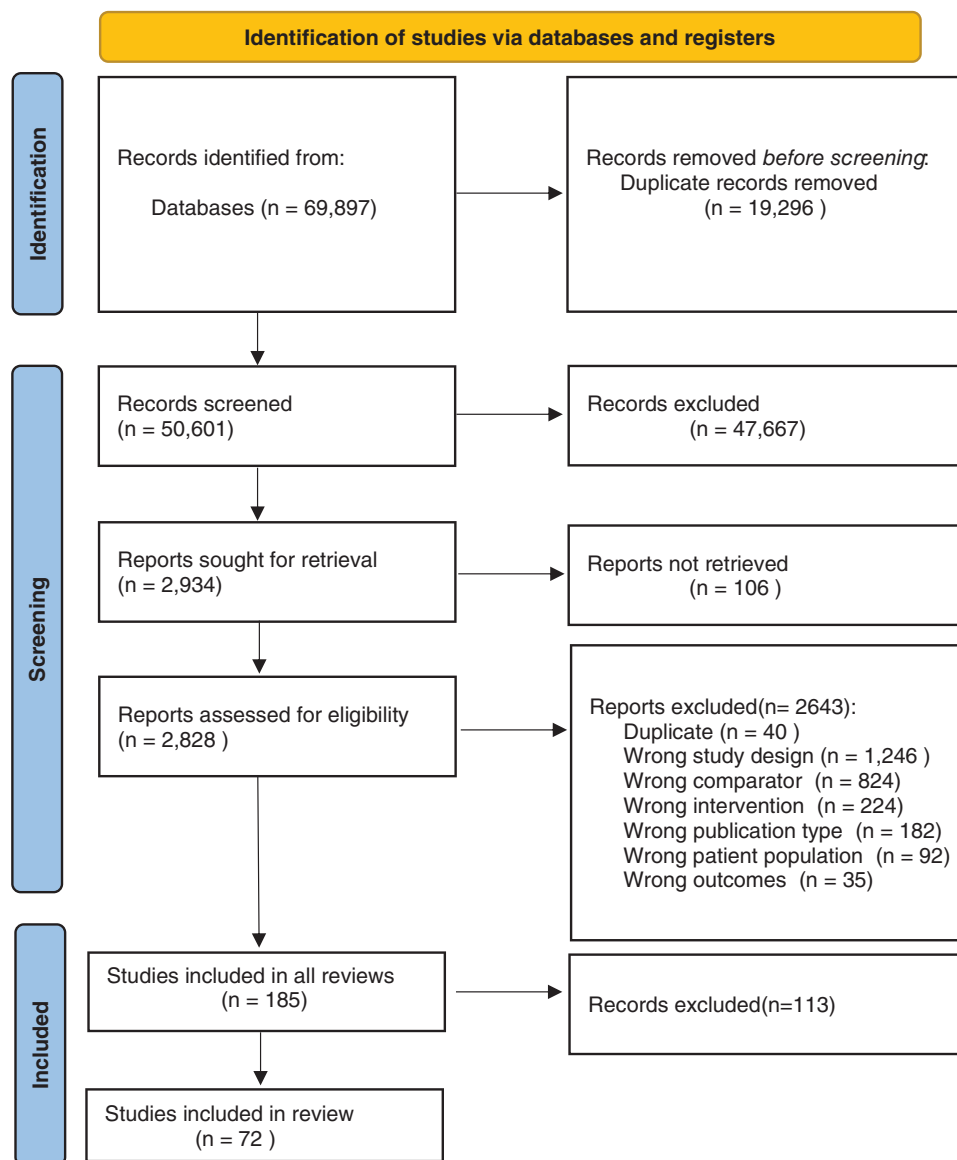 Identification of studies via databases and registers
Identification
Records identified from:
Databases (n = 69,897)
Records removed before screening:
Duplicate records removed
(n = 19,296 )
Screening
Records screened
(n = 50,601)
Records excluded
(n = 47,667)
Reports sought for retrieval
(n = 2,934)
Reports not retrieved
(n = 106 )
Reports assessed for eligibility
(n = 2,828 )
Reports excluded(n= 2643):
Duplicate (n = 40 )
Wrong study design (n = 1,246 )
Wrong comparator (n = 824)
Wrong intervention (n = 224)
Wrong publication type (n = 182)
Wrong patient population (n = 92)
Wrong outcomes (n = 35)
Included
Studies included in all reviews
(n = 185)
Records excluded(n=113)
Studies included in review
(n = 72 )